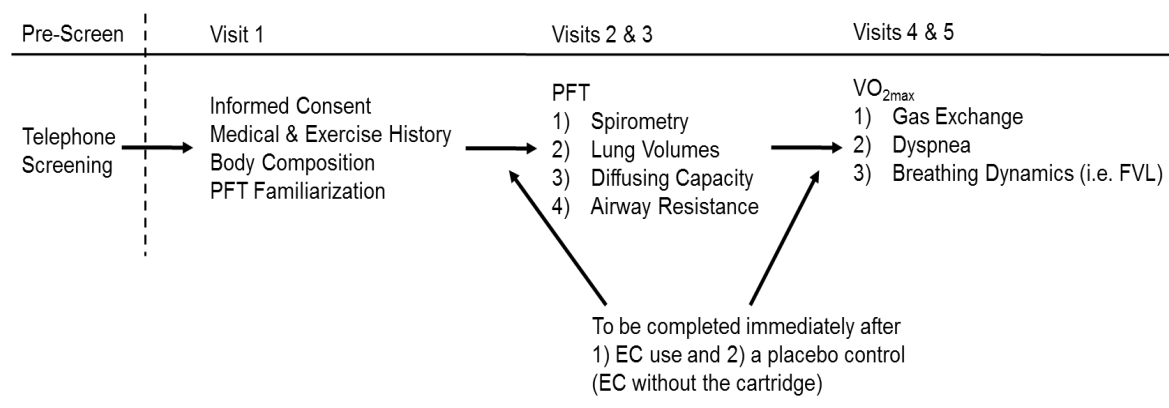 Pre-Screen
Visit 1
Visits 2 & 3
Visits 4 & 5
Telephone
Screening
Informed Consent
Medical & Exercise History
Body Composition
PFT Familiarization
PFT
1) Spirometry
2) Lung Volumes
3) Diffusing Capacity
4) Airway Resistance
VO2max
1) Gas Exchange
2) Dyspnea
3) Breathing Dynamics (i.e. FVL)
To be completed immediately after
1) EC use and 2) a placebo control
(EC without the cartridge)